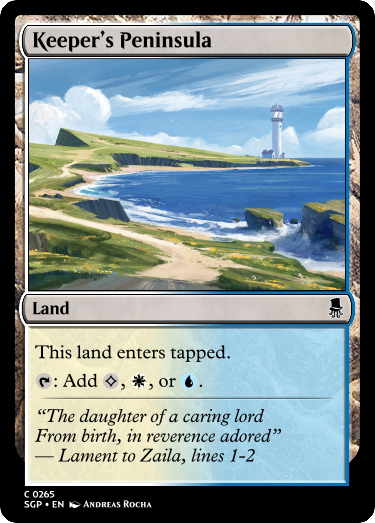 Keeper's Peninsula
Land
This land enters tapped.
: Add , , or .
“The daughter of a caring lord
From birth, in reverence adored”
— Lament to Zaila, lines 1-2
C 0265
SGP • EN Andreas Rocha